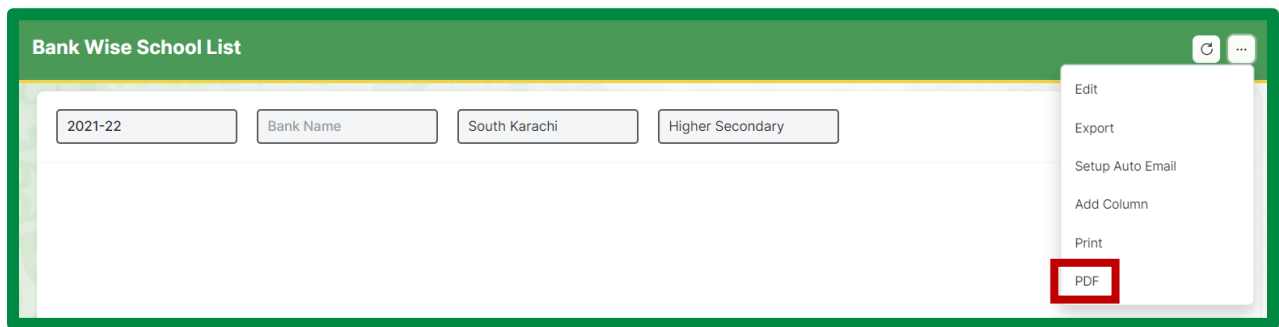 Bank Wise School List
...
Edit
2021-22 Bank Name South Karachi Higher Secondary
Export
Setup Auto Email
Add Column
Print
PDF